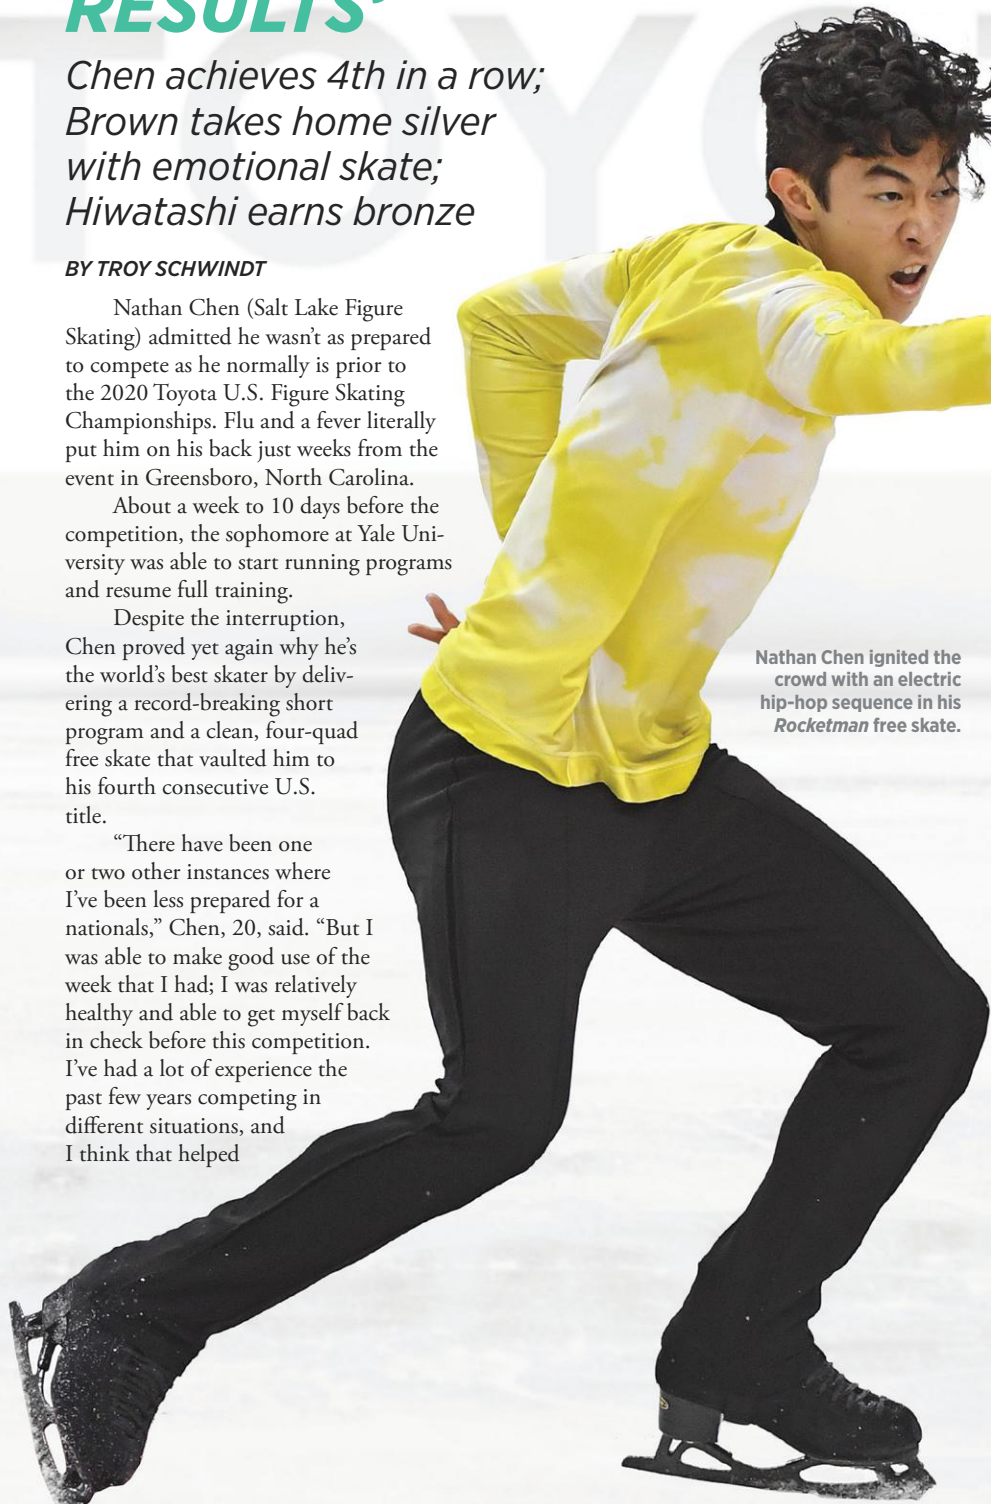 RESULTS’
Chen achieves 4th in a row;
Brown takes home silver
with emotional skate;
Hiwatashi earns bronze
BY TROY SCHWINDT
Nathan Chen (Salt Lake Figure
Skating) admitted he wasn’t as prepared
to compete as he normally is prior to
the 2020 Toyota U.S. Figure Skating
Championships. Flu and a fever literally
put him on his back just weeks from the
event in Greensboro, North Carolina.
About a week to 10 days before the
competition, the sophomore at Yale Uni-
versity was able to start running programs
and resume full training.
Despite the interruption,
Chen proved yet again why he’s
the world’s best skater by deliv-
ering a record-breaking short
program and a clean, four-quad
free skate that vaulted him to
his fourth consecutive U.S.
title.
“There have been one
or two other instances where
I’ve been less prepared for a
nationals,” Chen, 20, said. “But I
was able to make good use of the
week that I had; I was relatively
healthy and able to get myself back
in check before this competition.
I’ve had a lot of experience the
past few years competing in
different situations, and
I think that helped
Nathan Chen ignited the
crowd with an electric
hip-hop sequence in his
Rocketman free skate.